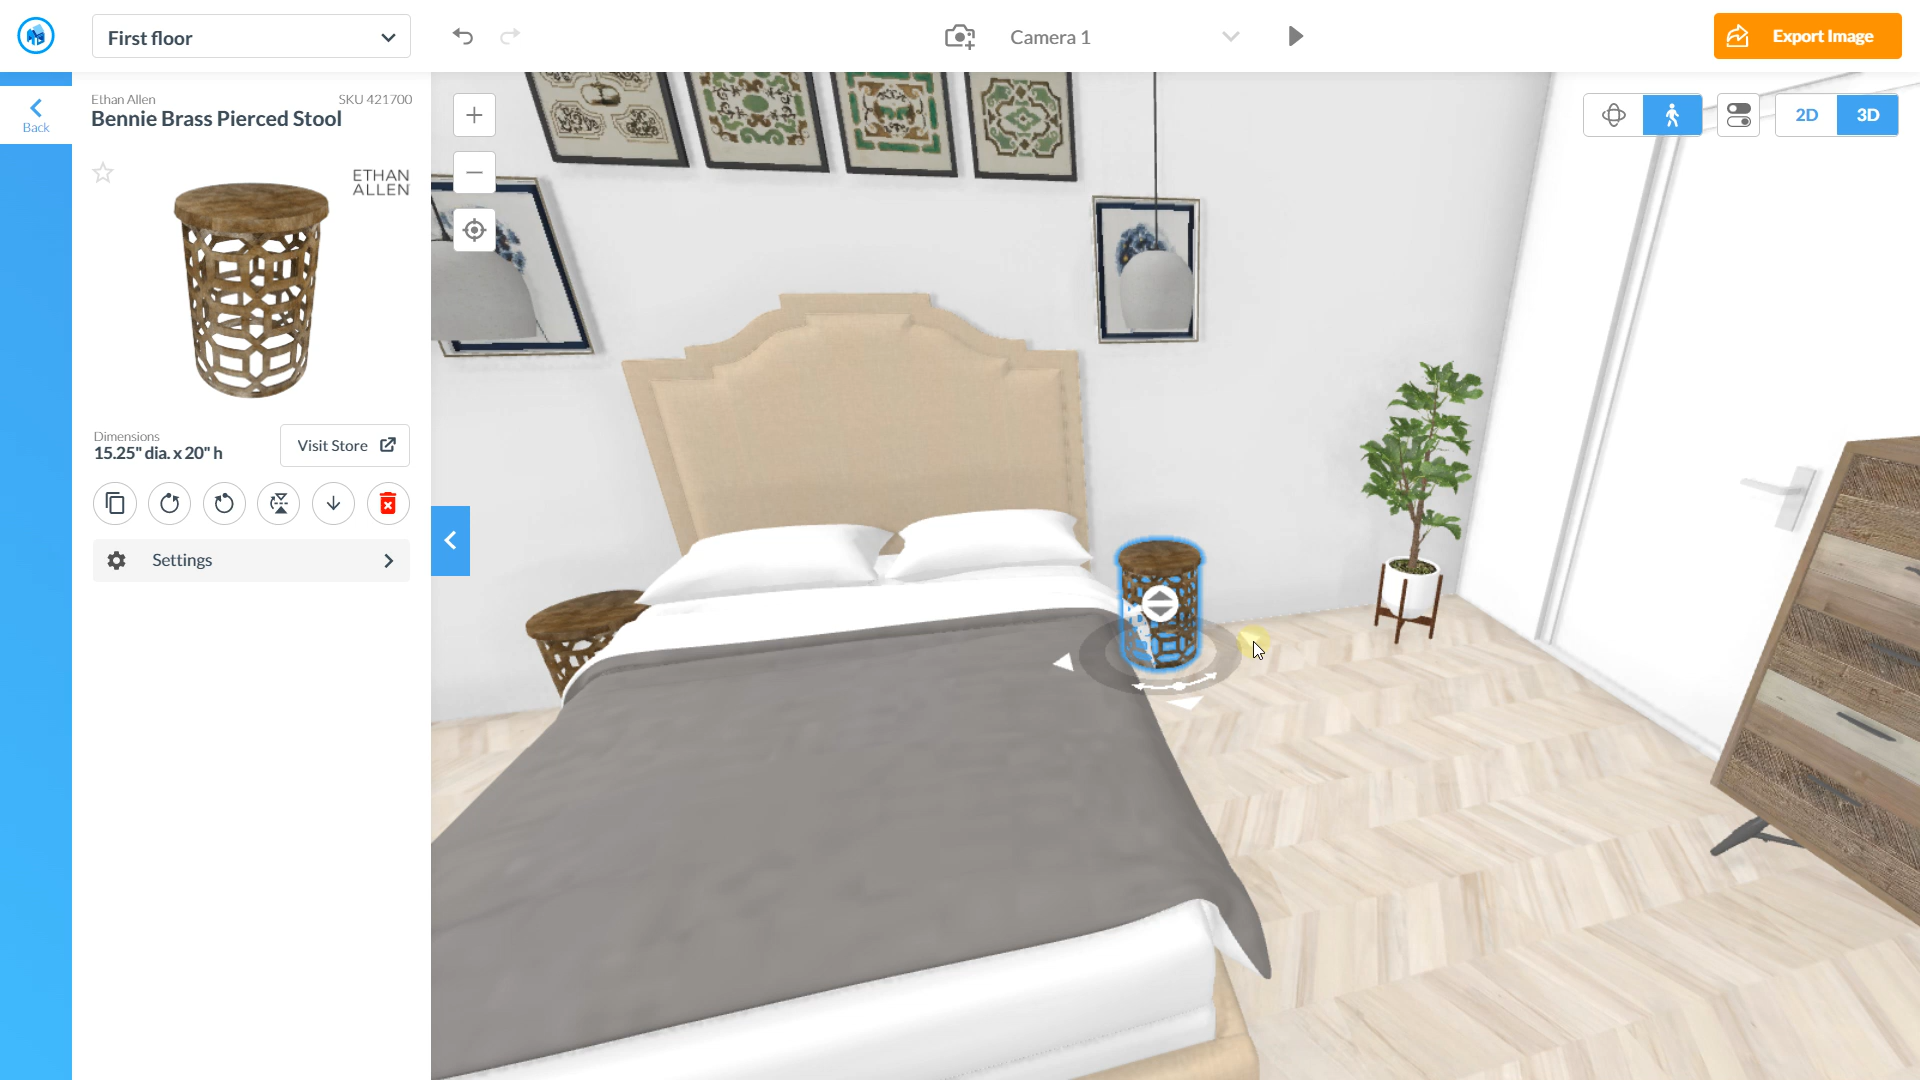 First floor
Camera 1
Export Image
Back
Ethan Allen
SKU 421700
Bennie Brass Pierced Stool
ETHAN
ALLEN
Dimensions
15.25" dia. x 20" h
Visit Store
Settings
2D
3D